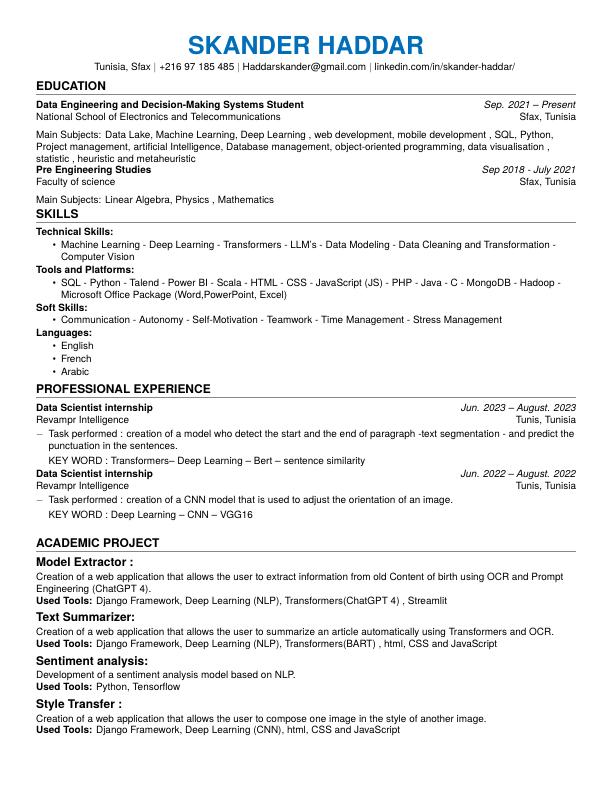 SKANDER HADDAR
Tunisia, Sfax | +216 97 185 485 | Haddarskander@gmail.com | linkedin.com/in/skander-haddar/
EDUCATION
Data Engineering and Decision-Making Systems Student Sep. 2021 – Present
National School of Electronics and Telecommunications Sfax, Tunisia
Main Subjects: Data Lake, Machine Learning, Deep Learning , web development, mobile development , SQL, Python,
Project management, artificial Intelligence, Database management, object-oriented programming, data visualisation ,
statistic , heuristic and metaheuristic
Pre Engineering Studies Sep 2018 - July 2021
Faculty of science Sfax, Tunisia
Main Subjects: Linear Algebra, Physics , Mathematics
SKILLS
Technical Skills:
• Machine Learning - Deep Learning - Transformers - LLM's - Data Modeling - Data Cleaning and Transformation -
Computer Vision
Tools and Platforms:
• SQL - Python - Talend - Power BI - Scala - HTML - CSS - JavaScript (JS) - PHP - Java - C - MongoDB - Hadoop -
Microsoft Office Package (Word,PowerPoint, Excel)
Soft Skills:
• Communication - Autonomy - Self-Motivation - Teamwork - Time Management - Stress Management
Languages:
• English
• French
• Arabic
PROFESSIONAL EXPERIENCE
Data Scientist internship Jun. 2023 – August. 2023
Revampr Intelligence Tunis, Tunisia
– Task performed : creation of a model who detect the start and the end of paragraph -text segmentation - and predict the
punctuation in the sentences.
KEY WORD : Transformers– Deep Learning – Bert – sentence similarity
Data Scientist internship Jun. 2022 – August. 2022
Revampr Intelligence Tunis, Tunisia
– Task performed : creation of a CNN model that is used to adjust the orientation of an image.
KEY WORD : Deep Learning – CNN – VGG16
ACADEMIC PROJECT
Model Extractor :
Creation of a web application that allows the user to extract information from old Content of birth using OCR and Prompt
Engineering (ChatGPT 4).
Used Tools: Django Framework, Deep Learning (NLP), Transformers(ChatGPT 4) , Streamlit
Text Summarizer:
Creation of a web application that allows the user to summarize an article automatically using Transformers and OCR.
Used Tools: Django Framework, Deep Learning (NLP), Transformers(BART) , html, CSS and JavaScript
Sentiment analysis:
Development of a sentiment analysis model based on NLP.
Used Tools: Python, Tensorflow
Style Transfer :
Creation of a web application that allows the user to compose one image in the style of another image.
Used Tools: Django Framework, Deep Learning (CNN), html, CSS and JavaScript